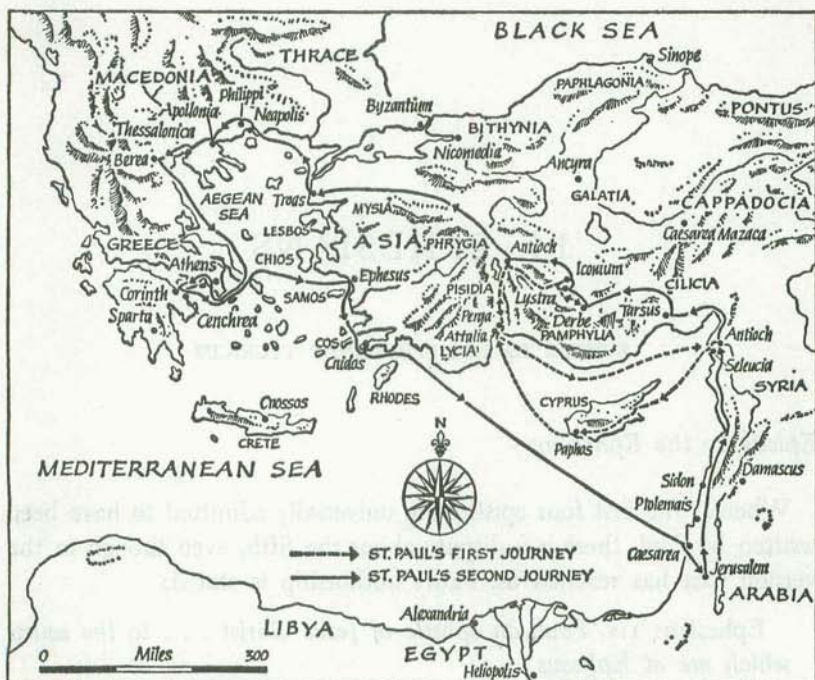 BLACK SEA
THRACE
Sinope
MACEDONIA
PAPHLAGONIA
Philippi
Apollonia
Neapolis
Byzantium
PONTUS
Thessalonica
BITHYNIA
Berea
Nicomedia
Ancyra
GALATIA
AEGEAN
SEA
Troas
MYSIA
CAPPADOCIA
LESBOS
ASIA
PHRYGIA
Antioch
Caesarea Mazaca
GREECE
CHIOS
Iconium
Athens
Ephesus
CILICIA
Corinth
SAMOS
PISIDIA
Lystra
Tarsus
Sparta
Cenchrea
Perga
Derbe
Antioch
COS
Attalia
PAMPHYLIA
Cnidos
LYCIA
Seleucia
RHODES
CYPRUS
SYRIA
Cnossos
Paphos
CRETE
N
Damascus
MEDITERRANEAN SEA
Sidon
Ptolemais
ST. PAUL'S FIRST JOURNEY
Caesarea
Jerusalem
ST. PAUL'S SECOND JOURNEY
ARABIA
LIBYA
Alexandria
EGYPT
0 Miles 300
Heliopolis